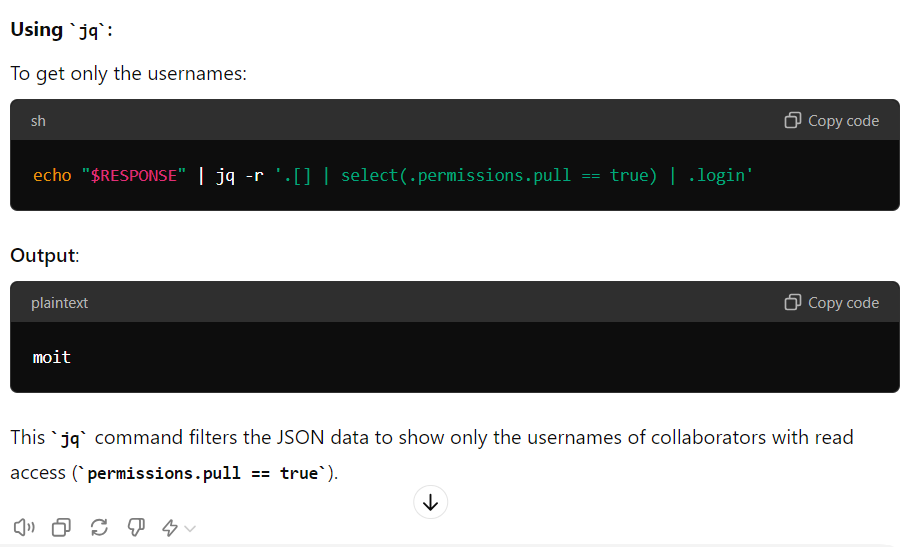 Using `jq`:
To get only the usernames:
sh
Copy code
echo "$RESPONSE" | jq -r '.[] | select(.permissions.pull == true) | .login'
Output:
plaintext
Copy code
moit
This `jq` command filters the JSON data to show only the usernames of collaborators with read
access (`permissions.pull == true`).